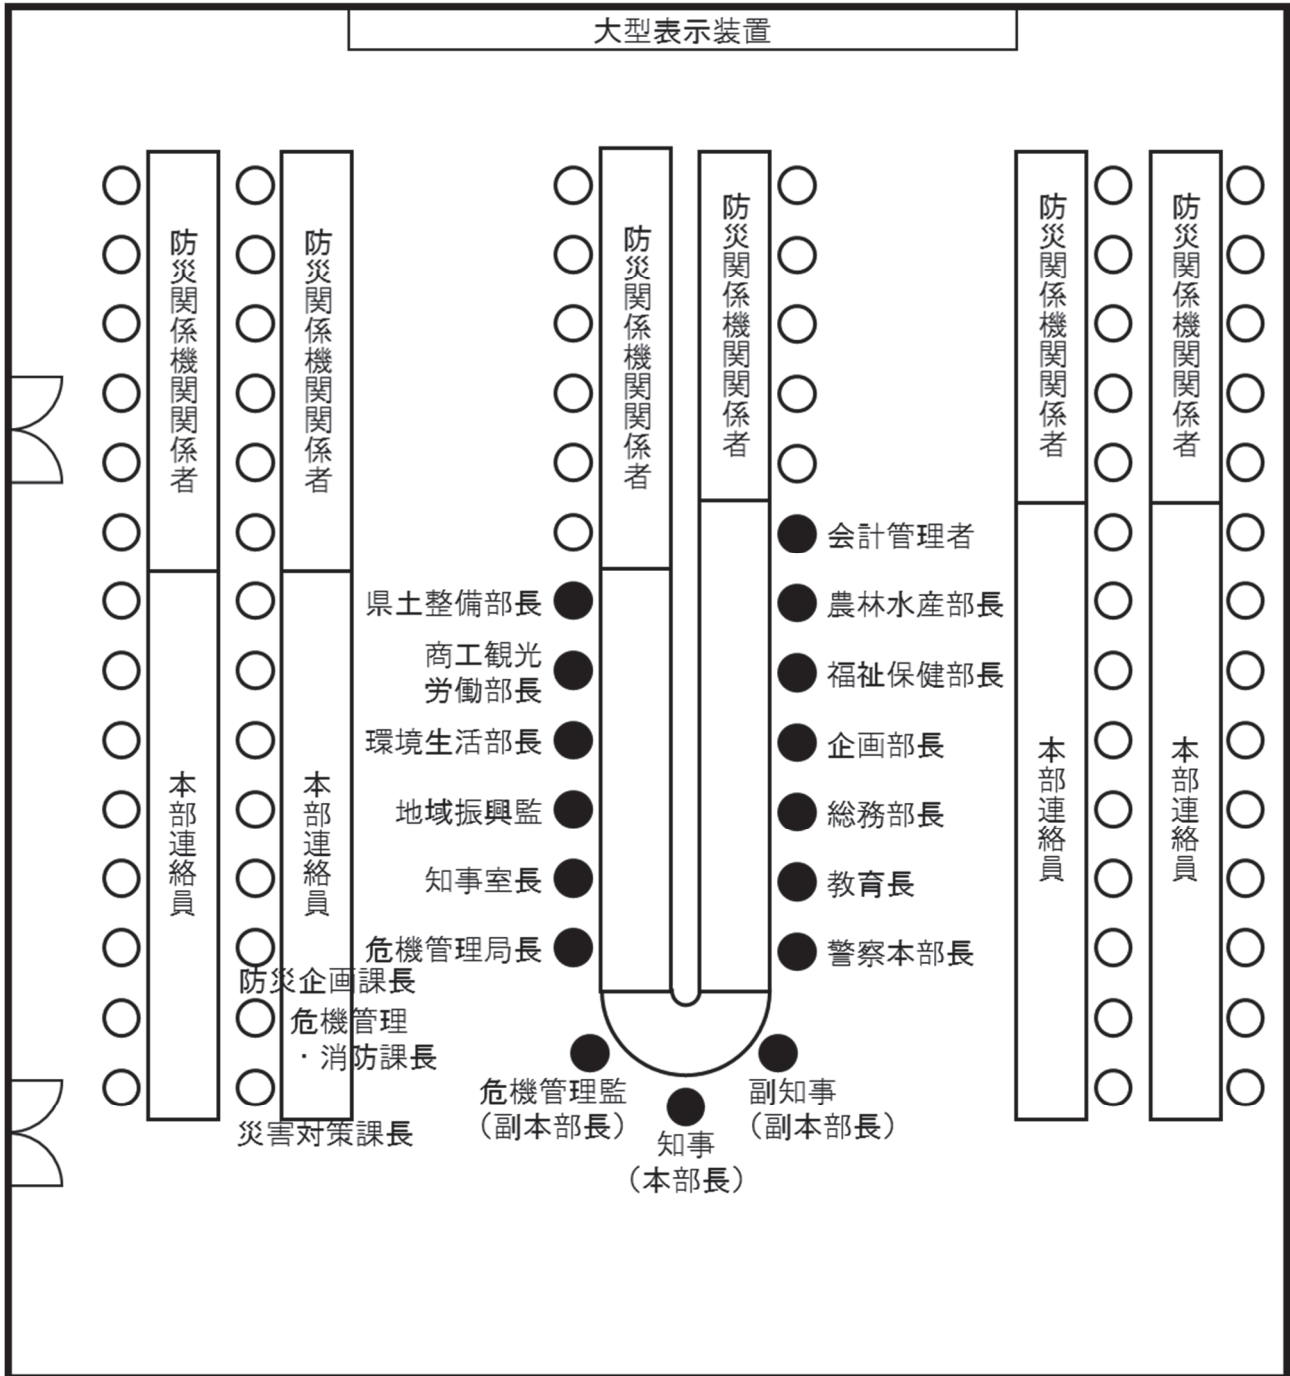 大型表示装置
防災関係機関関係者
防災関係機関関係者
防災関係機関関係者
防災関係機関関係者
防災関係機関関係者
防災関係機関関係者
本部連絡員
本部連絡員
県土整備部長
商工観光
労働部長
環境生活部長
地域振興監
知事室長
危機管理局長
会計管理者
農林水産部長
福祉保健部長
企画部長
総務部長
教育長
警察本部長
本部連絡員
本部連絡員
防災企画課長
危機管理
・消防課長
災害対策課長
危機管理監
（副本部長）
知事
（本部長）
副知事
（副本部長）